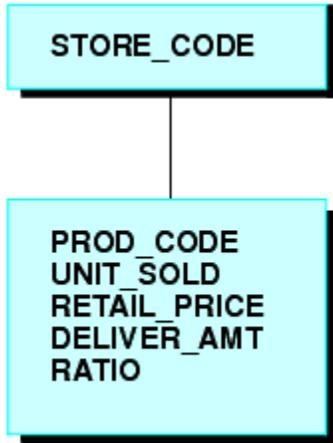 STORE_CODE
PROD_CODE
UNIT_SOLD
RETAIL_PRICE
DELIVER_AMT
RATIO